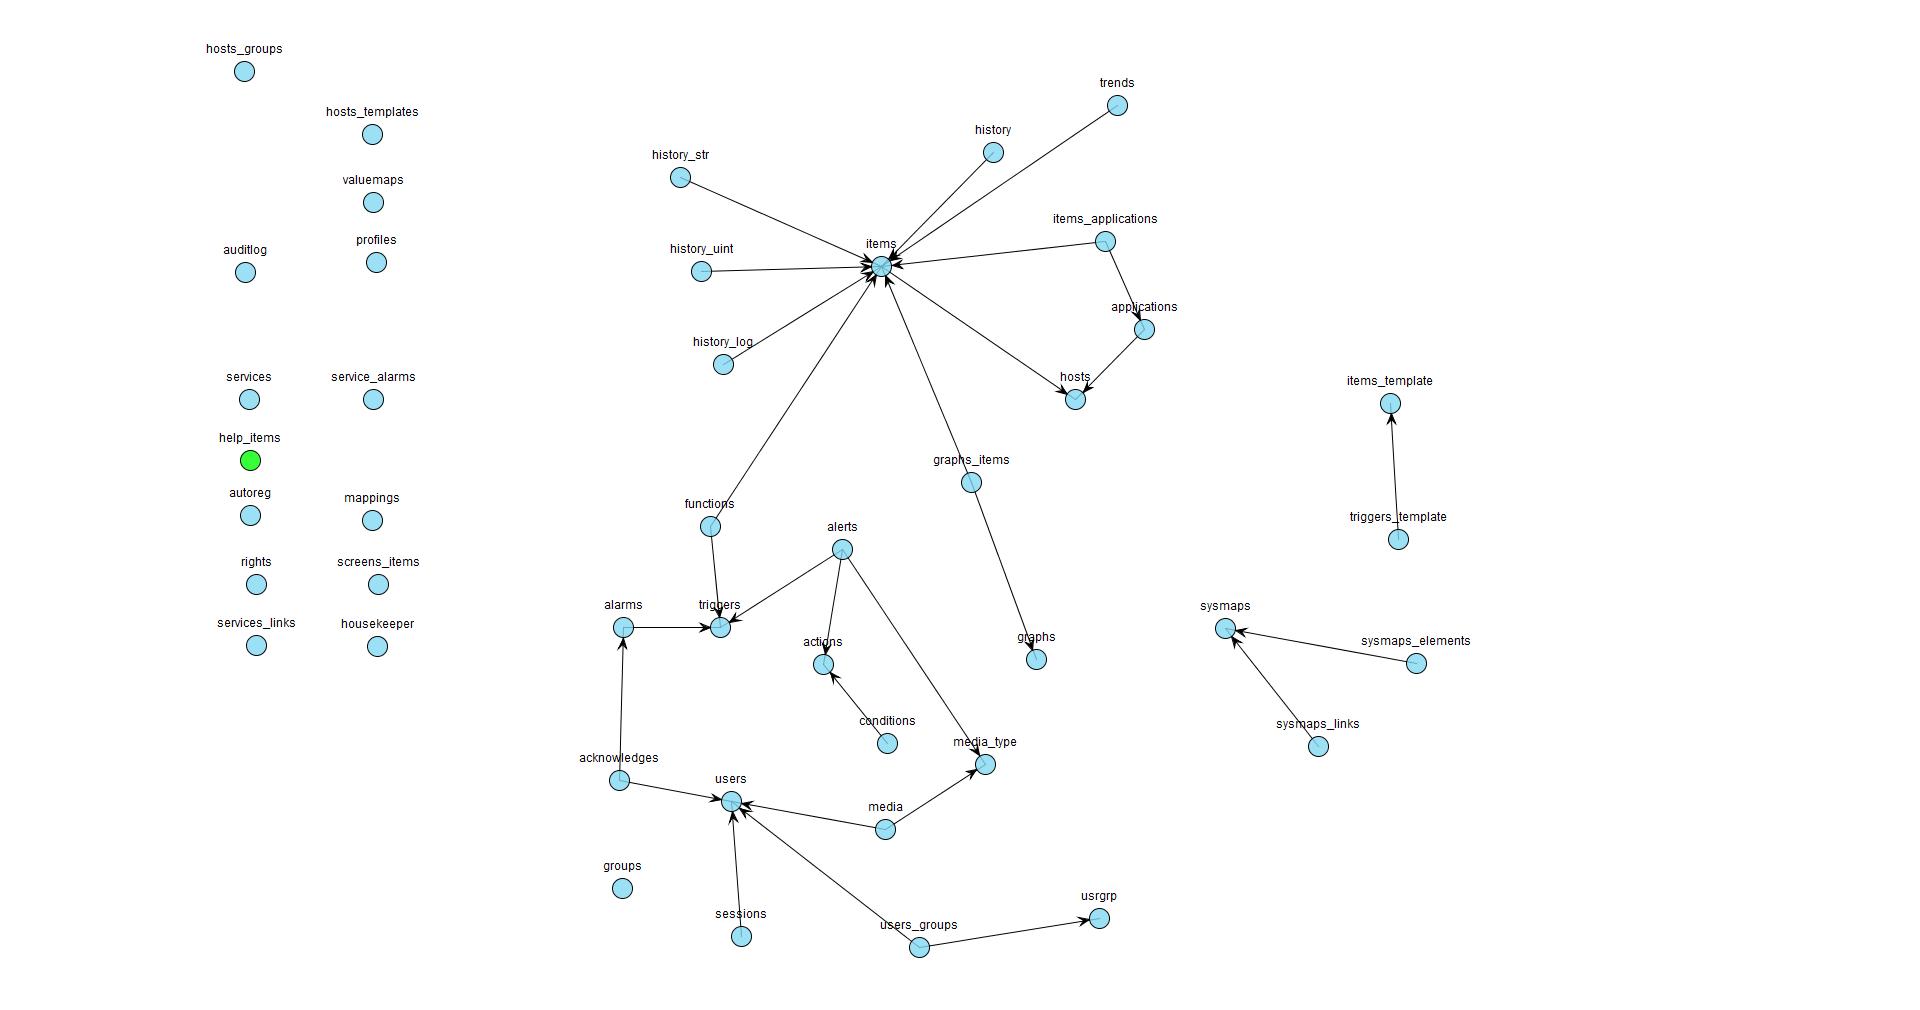 hosts_groups
hosts_templates
valuemaps
profiles
auditlog
services
service_alarms
help_items
autoreg
mappings
rights
screens_items
services_links
housekeeper
trends
history
history_str
items_applications
items
history_uint
applications
history_log
hosts
graphs_items
functions
alerts
alarms
triggers
actions
graphs
conditions
media_type
acknowledges
users
media
groups
sessions
users_groups
usrgrp
items_template
triggers_template
sysmaps
sysmaps_elements
sysmaps_links